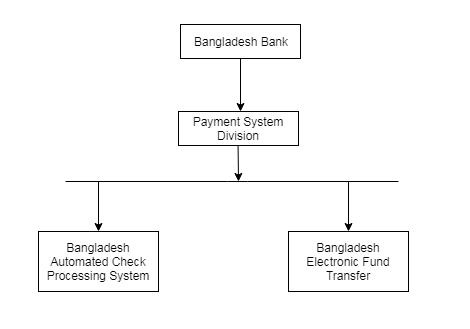 Bangladesh Bank
Payment System
Division
Bangladesh
Automated Check
Processing System
Bangladesh
Electronic Fund
Transfer